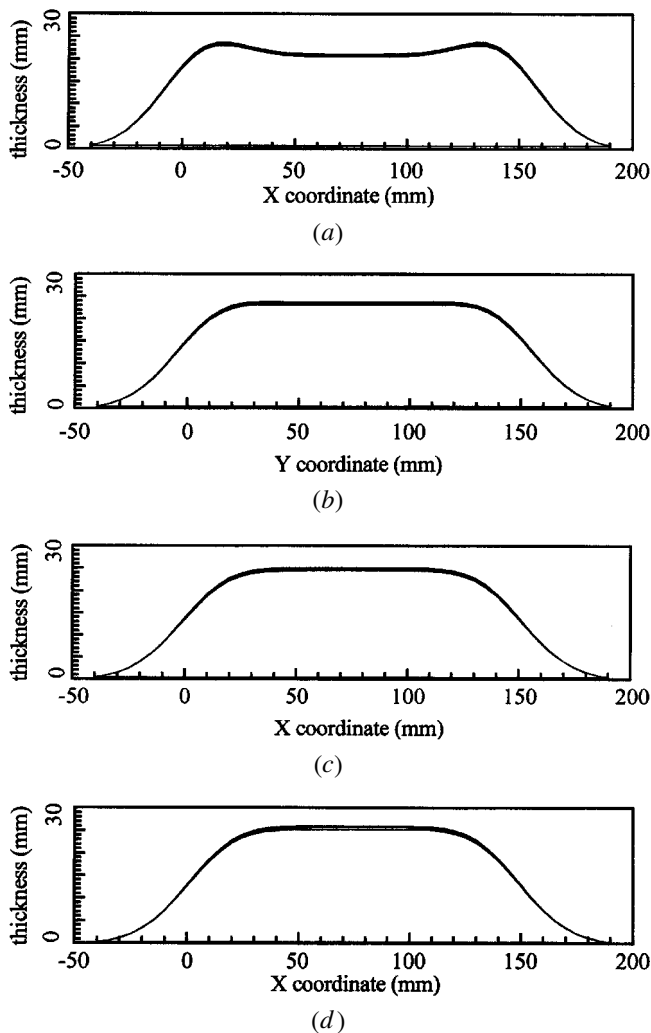 thickness (mm)
30
0
-50 0 50 100 150 200
X coordinate (mm)
(a)
thickness (mm)
30
0
-50 0 50 100 150 200
Y coordinate (mm)
(b)
thickness (mm)
30
0
-50 0 50 100 150 200
X coordinate (mm)
(c)
thickness (mm)
30
0
-50 0 50 100 150 200
X coordinate (mm)
(d)